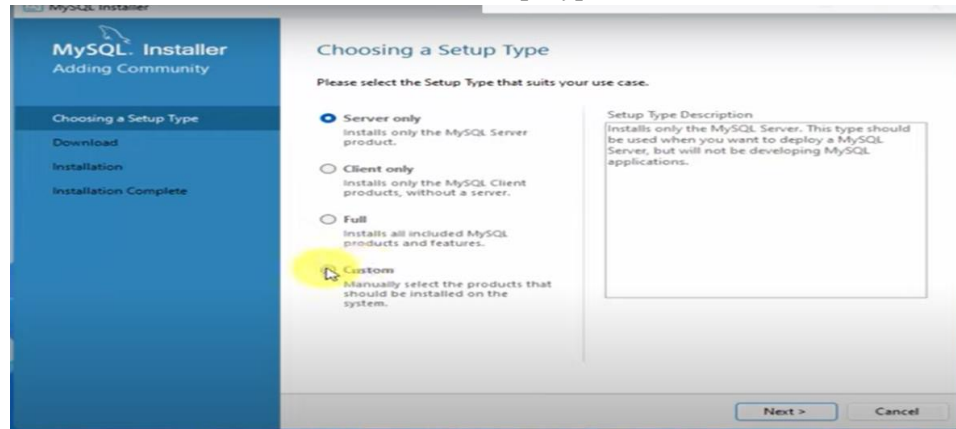 MySQL Installer
MySQL. Installer
Adding Community
Choosing a Setup Type
Download
Installation
Installation Complete
Choosing a Setup Type
Please select the Setup Type that suits your use case.
Server only
Installs only the MySQL Server
product.
Client only
Installs only the MySQL Client
products, without a server.
Full
Installs all included MySQL
products and features.
Custom
Manually select the products that
should be installed on the
system.
Setup Type Description
Installs only the MySQL Server. This type should
be used when you want to deploy a MySQL
Server, but will not be developing MySQL
applications.
Next >
Cancel